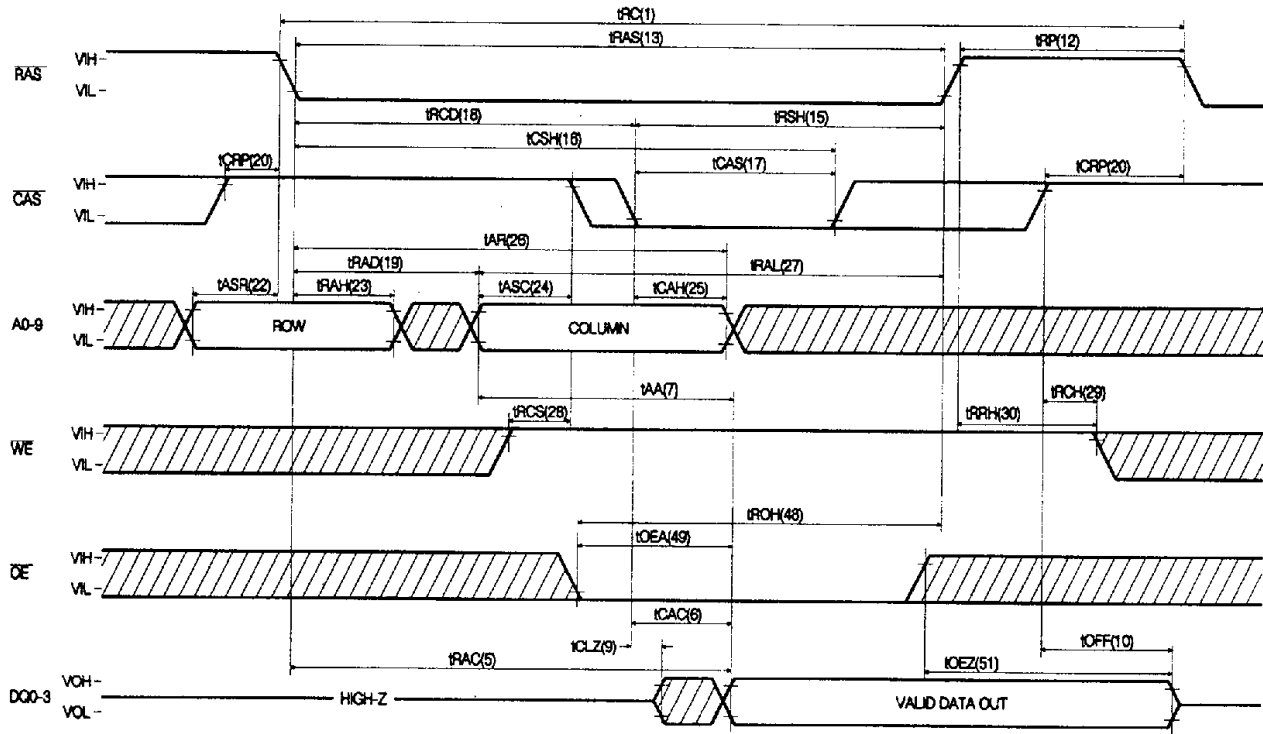 tRC(1)
tRAS(13)
tRP(12)
RAS
VIH
VIL
tRCD(18)
tRSH(15)
tCSH(16)
tCRP(20)
tCAS(17)
tCRP(20)
CAS
VIH
VIL
tAR(26)
tRAD(19)
tRAL(27)
tASR(22)
tRAH(23)
tASC(24)
tCAH(25)
A0-9
VIH
VIL
ROW
COLUMN
tAA(7)
tRCS(28)
tRCH(29)
tRRH(30)
WE
VIH
VIL
tROH(48)
tOEA(49)
OE
VIH
VIL
tCAC(6)
tCLZ(9)
tOFF(10)
tRAC(5)
tOEZ(51)
DQ0-3
VOH
VOL
HIGH-Z
VALID DATA OUT